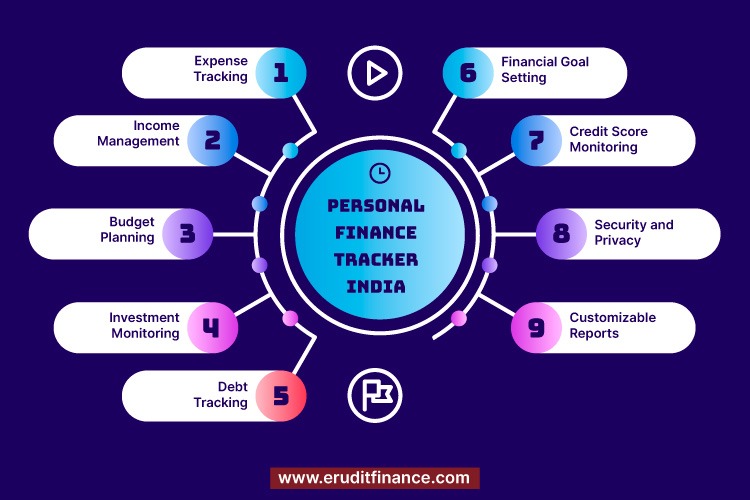 Expense
Tracking
1
Income
Management
2
Budget
Planning
3
Investment
Monitoring
4
Debt
Tracking
5
PERSONAL
FINANCE
TRACKER
INDIA
6
Financial Goal
Setting
7
Credit Score
Monitoring
8
Security and
Privacy
9
Customizable
Reports
www.eruditfinance.com